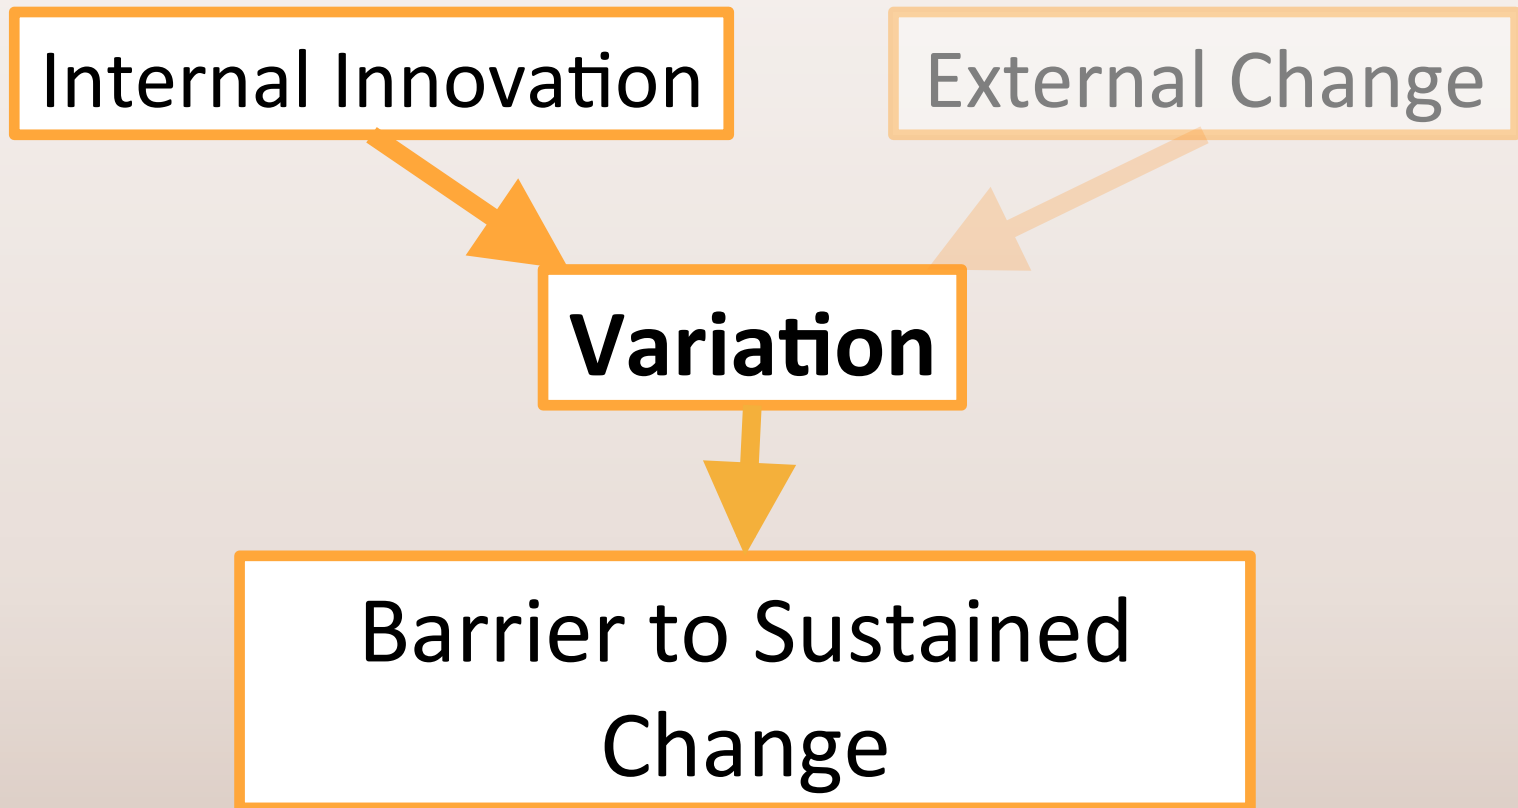 Internal Innovation
External Change
Variation
Barrier to Sustained
Change